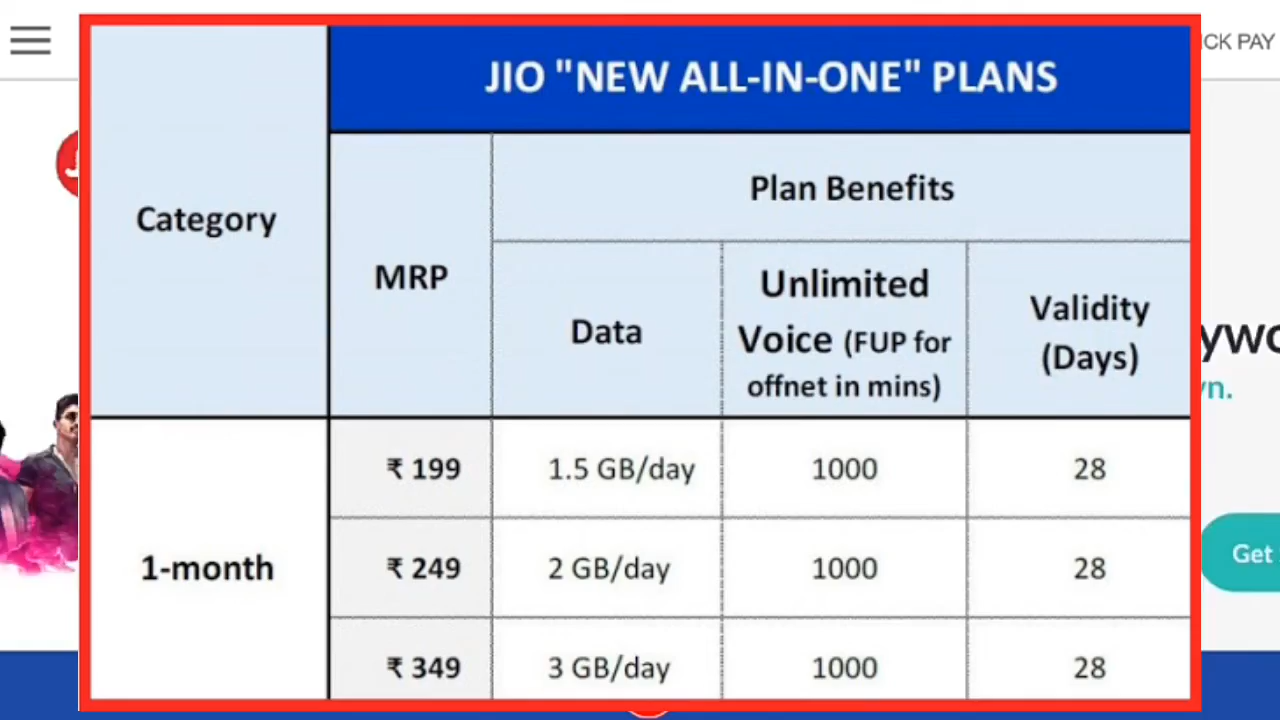 JIO "NEW ALL-IN-ONE" PLANS
Category
MRP
Plan Benefits
Data
Unlimited
Voice (FUP for
offnet in mins)
Validity
(Days)
1-month
₹ 199 1.5 GB/day 1000 28
₹ 249 2 GB/day 1000 28
₹ 349 3 GB/day 1000 28
PAY
Get